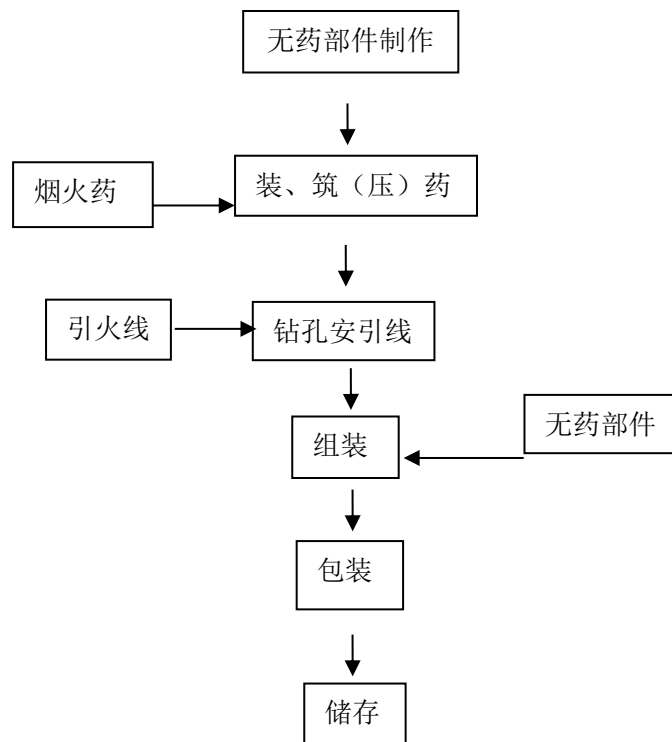 无药部件制作
烟火药
装、筑（压）药
引火线
钻孔安引线
无药部件
组装
包装
储存